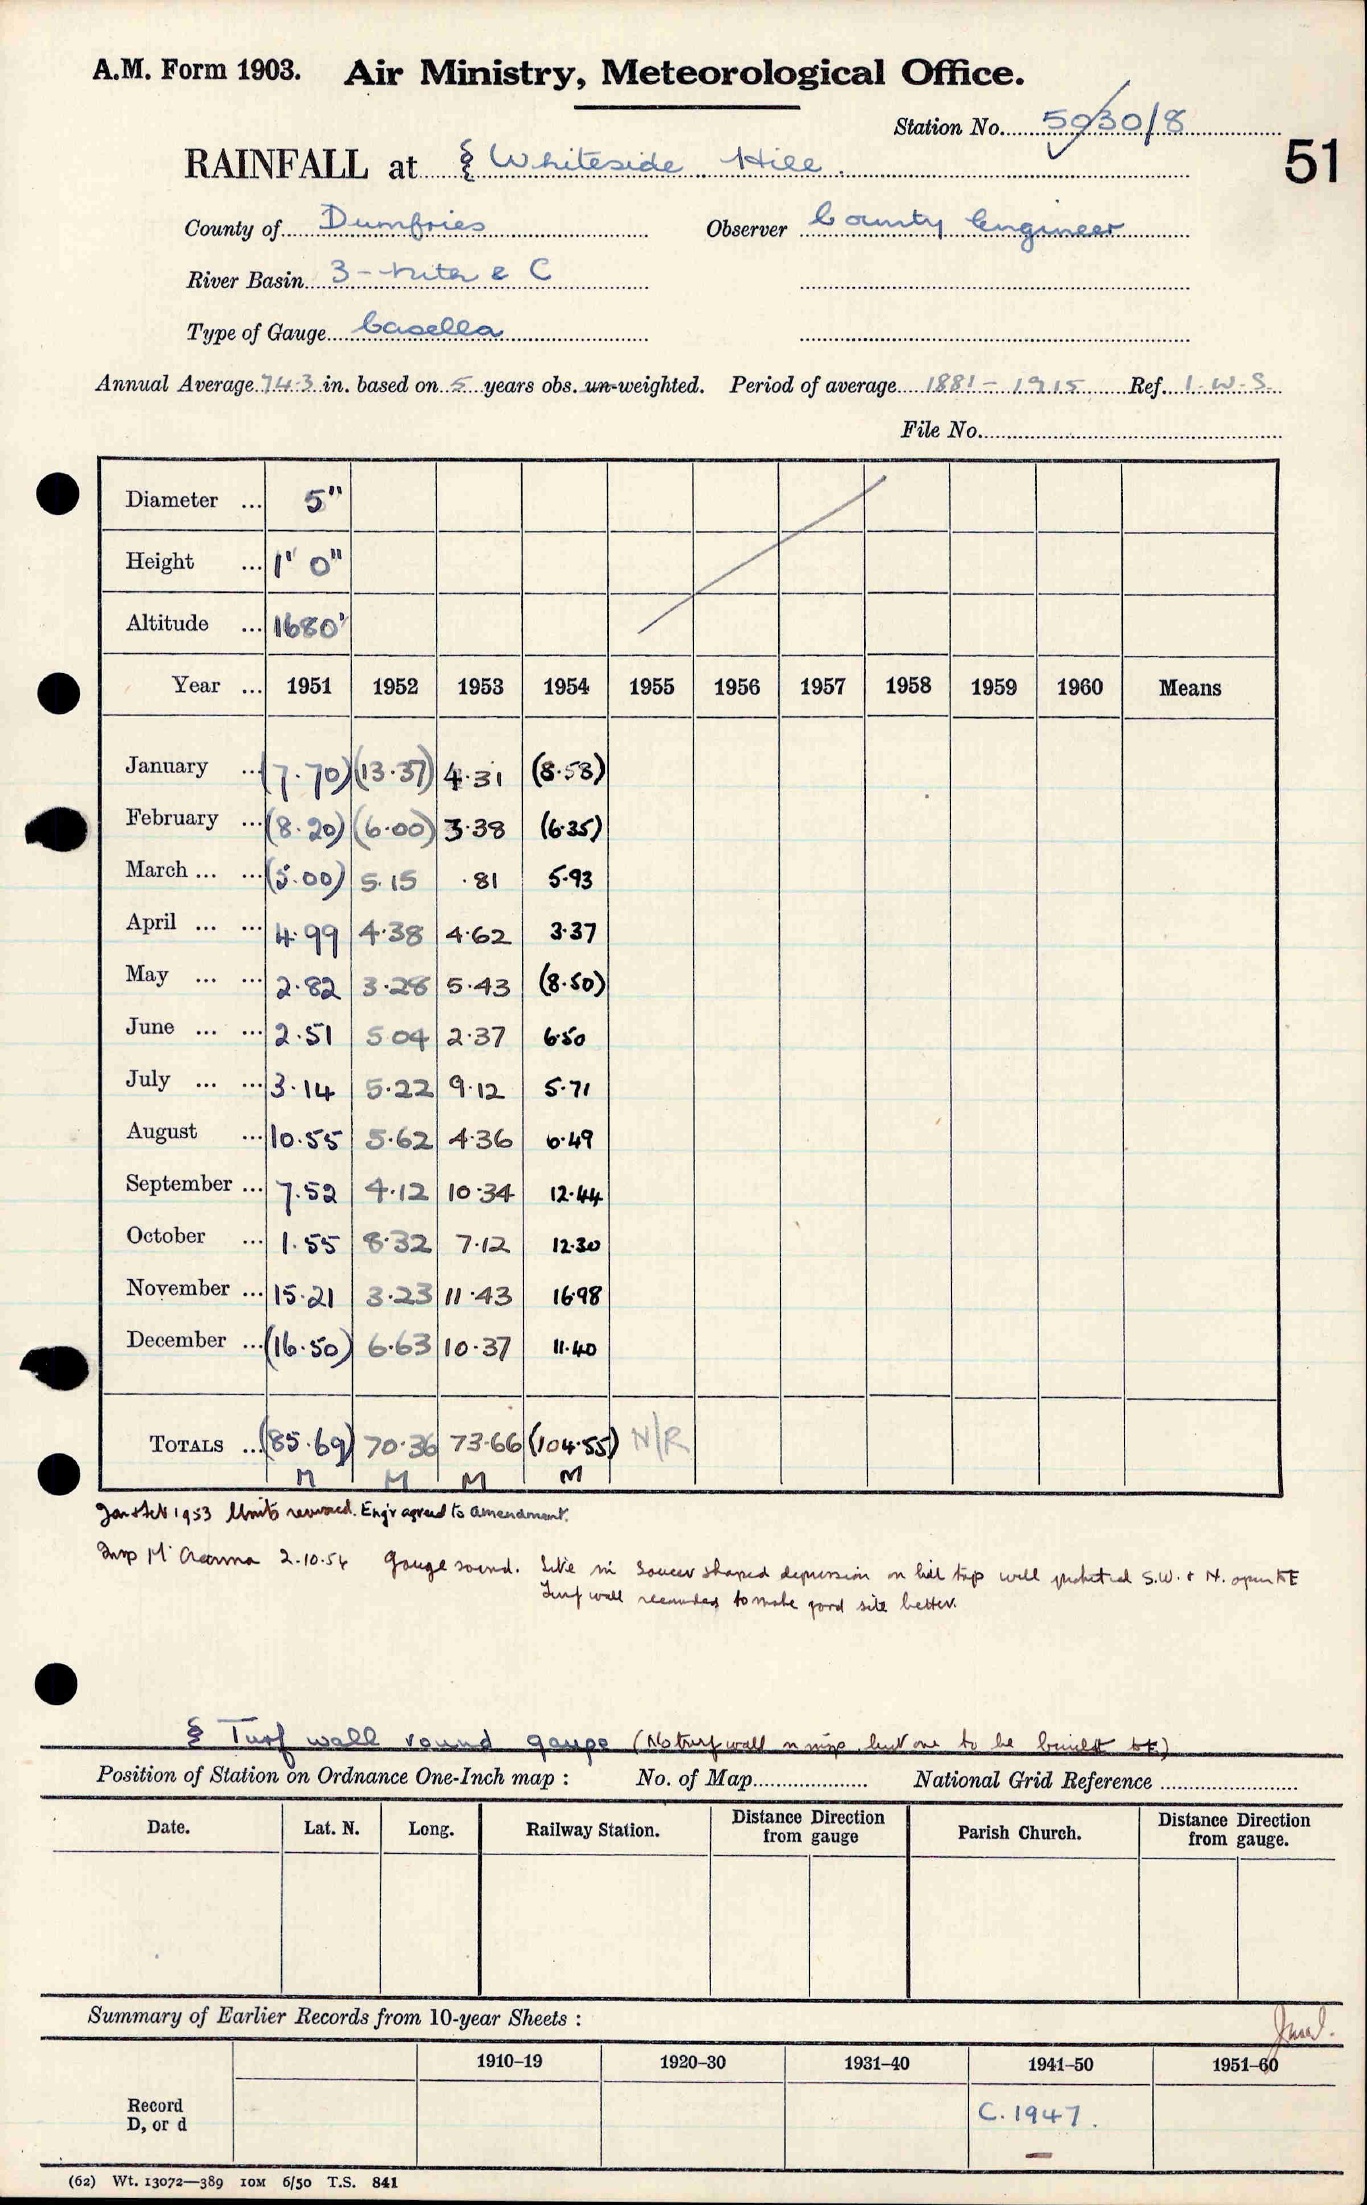 A.M. Form 1903. Air Ministry, Meteorological Office.
Station No. 5030/8
51
RAINFALL at § Whiteside Hill.
County of Dumfries Observer County Engineer
River Basin 3 - Nith & C
Type of Gauge Casella
Annual Average 74.3 in. based on 5 years obs. un-weighted. Period of average 1881 - 1915 Ref. I.W.S.
File No.
Diameter ... 5"
Height ... 1' 0"
Altitude ... 1680'
Year ... 1951 1952 1953 1954 1955 1956 1957 1958 1959 1960 Means
January ... (7.70) (13.37) 4.31 (8.58)
February ... (8.20) (6.00) 3.38 (6.35)
March ... ... (5.00) 5.15 .81 5.93
April ... ... 4.99 4.38 4.62 3.37
May ... ... 2.82 3.28 5.43 (8.50)
June ... ... 2.51 5 04 2.37 6.50
July ... ... 3.14 5.22 9.12 5.71
August ... 10.55 5.62 4.36 6.49
September ... 7.52 4.12 10.34 12.44
October ... 1.55 8.32 7.12 12.30
November ... 15.21 3.23 11.43 16.98
December ... (16.50) 6.63 10.37 11.40
TOTALS ... (85.69) 70.36 73.66 (104.55) N/R
M M M M
Jan & Feb 1953 Units revised. Engr agreed to amendment.
Insp 2.10.54 Gauge sound. Site in saucer shaped depression on hill top well protected S.W. & N. open to E
Turf wall to make good site better.
§ Turf wall round gauge (No turf wall but one to be built)
Position of Station on Ordnance One-Inch map : No. of Map National Grid Reference
Date. Lat. N. Long. Railway Station. Distance Direction from gauge Parish Church. Distance Direction from gauge.
Summary of Earlier Records from 10-year Sheets :
1910–19 1920–30 1931–40 1941–50 1951–60
Record
D, or d
C. 1947.
(62) Wt. 13072—389 10M 6/50 T.S. 841